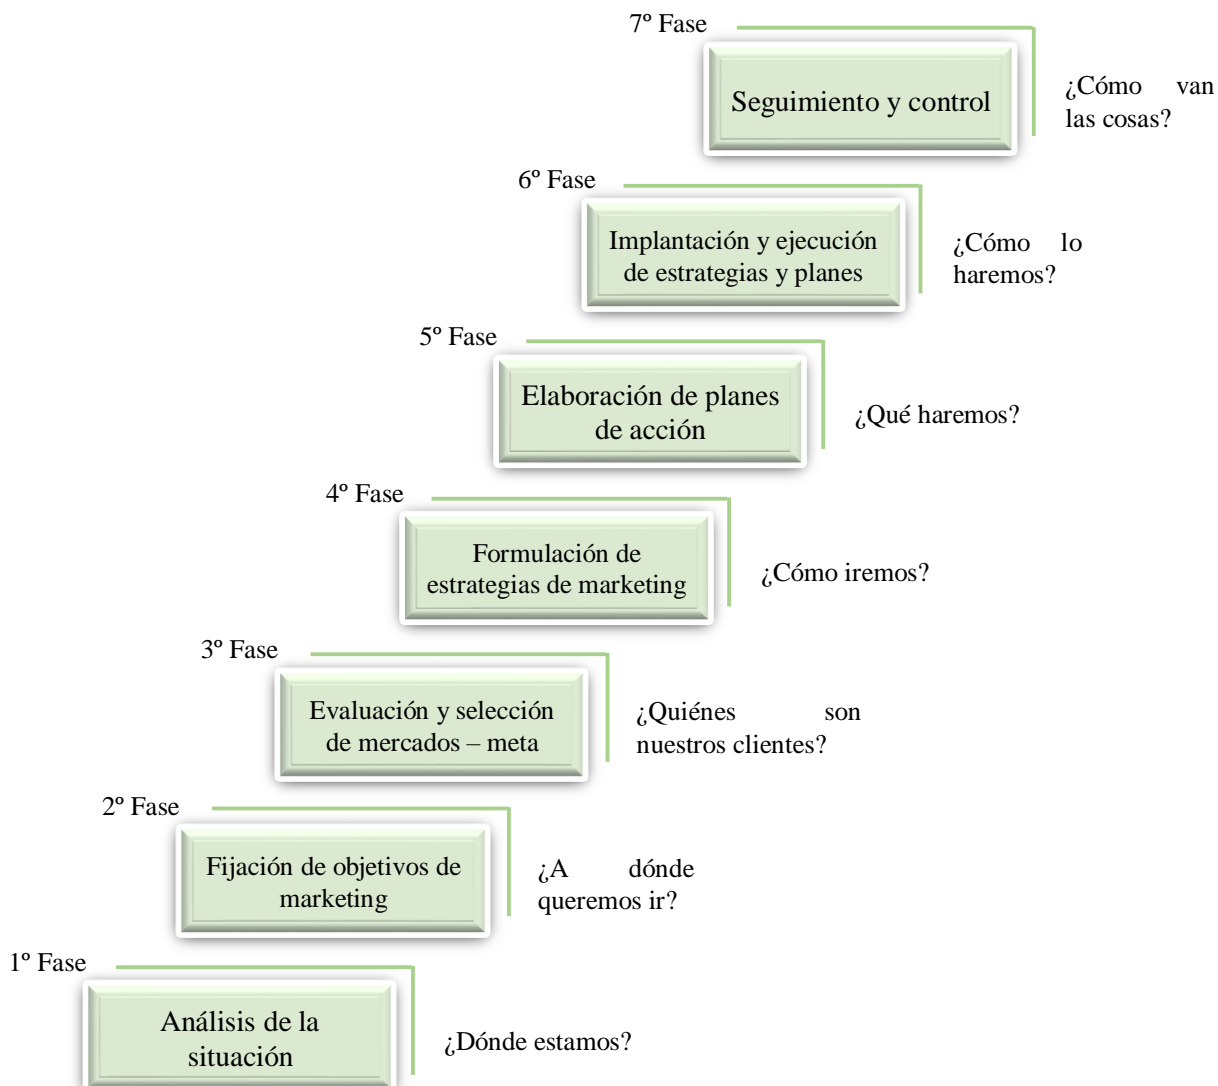 7º Fase
Seguimiento y control
¿Cómo van
las cosas?
6º Fase
Implantación y ejecución
de estrategias y planes
¿Cómo lo
haremos?
5º Fase
Elaboración de planes
de acción
¿Qué haremos?
4º Fase
Formulación de
estrategias de marketing
¿Cómo iremos?
3º Fase
Evaluación y selección
de mercados – meta
¿Quiénes son
nuestros clientes?
2º Fase
Fijación de objetivos de
marketing
¿A dónde
queremos ir?
1º Fase
Análisis de la
situación
¿Dónde estamos?